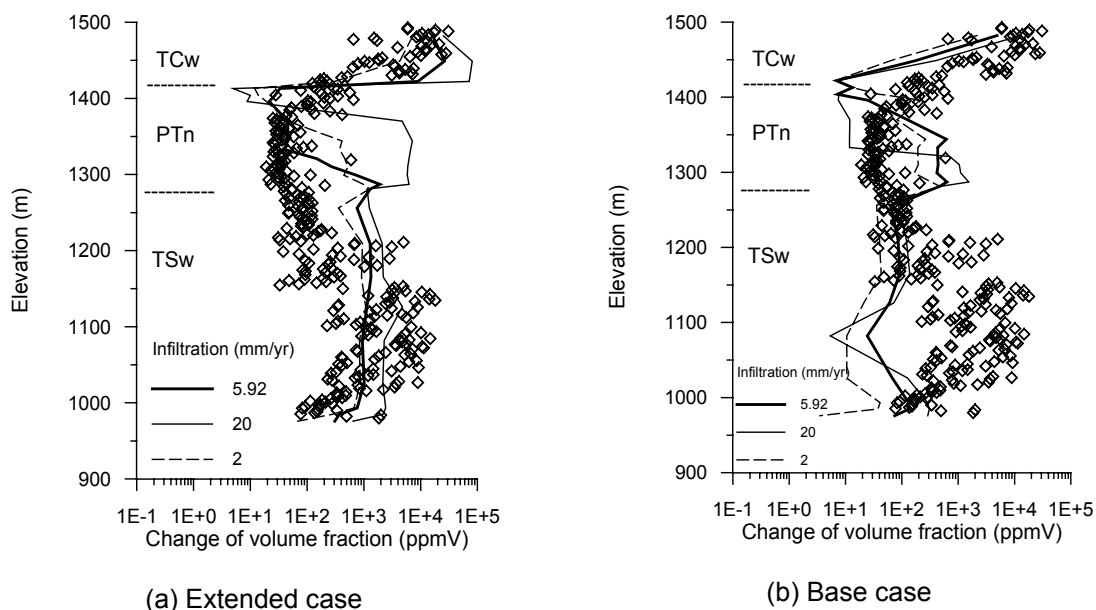 1500
TCw
1400
PTn
1300
1200
TSw
1100
Infiltration (mm/yr)
5.92
1000
20
2
900
Elevation (m)
1E-1 1E+0 1E+1 1E+2 1E+3 1E+4 1E+5
Change of volume fraction (ppmV)
(a) Extended case
1500
TCw
1400
PTn
1300
1200
TSw
1100
Infiltration (mm/yr)
5.92
1000
20
2
900
Elevation (m)
1E-1 1E+0 1E+1 1E+2 1E+3 1E+4 1E+5
Change of volume fraction (ppmV)
(b) Base case